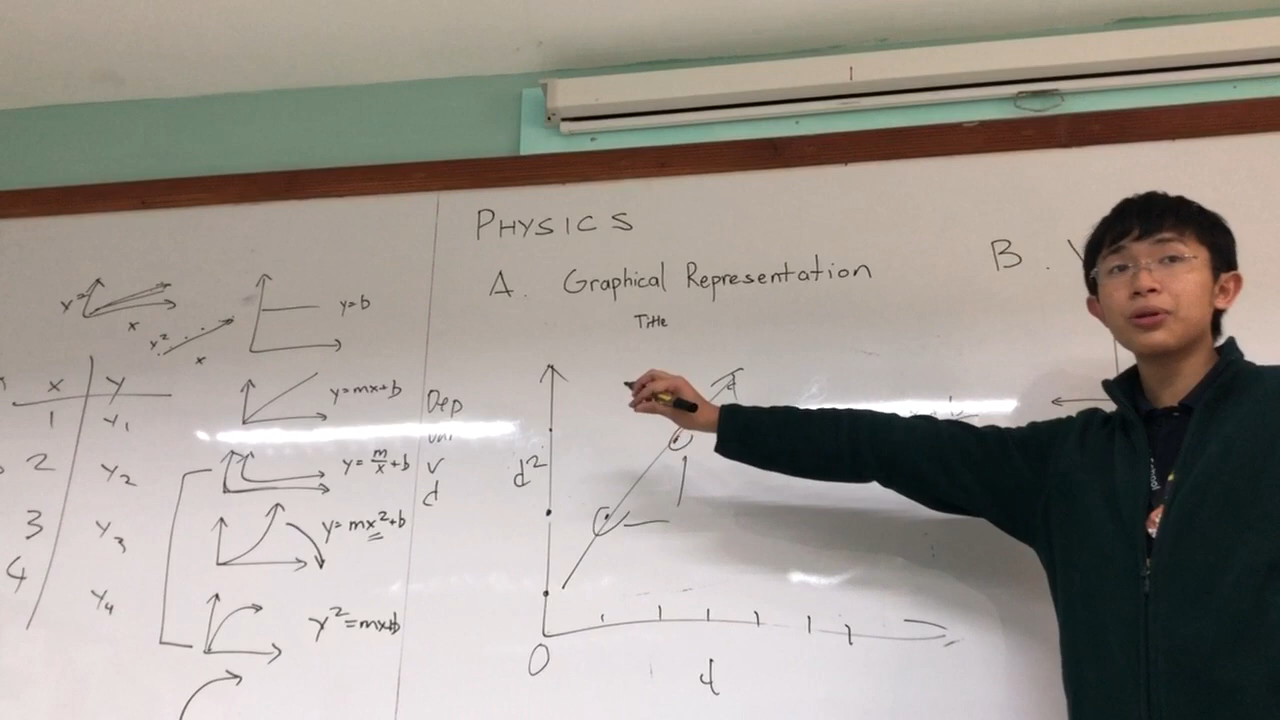 PHYSICS
A. Graphical Representation
B.
Title
x
x²
x
y=b
x y
1 y₁
2 y₂
3 y₃
4 y₄
y=mx+b
y=m/x+b
y=mx²+b
y²=mx+b
Dep
var
v
d
d²
0